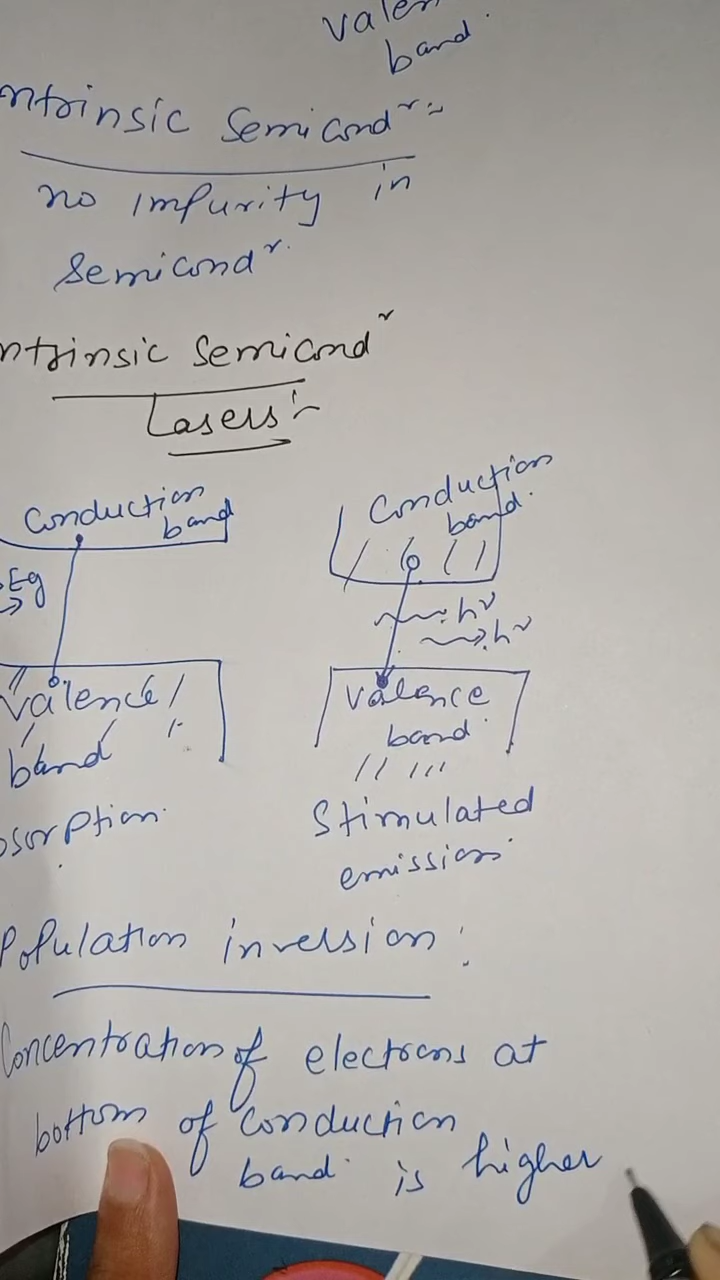 valen
band.
ntrinsic Semicondr :-
no impurity in
Semicondr.
ntrinsic Semicondr
Lasers :-
Conduction
band
Eg
Valence
band
bsorption.
Conduction
band.
hν
hν
Valence
band.
Stimulated
emission.
Population inversion :
Concentration of electrons at
bottom of conduction
band is higher